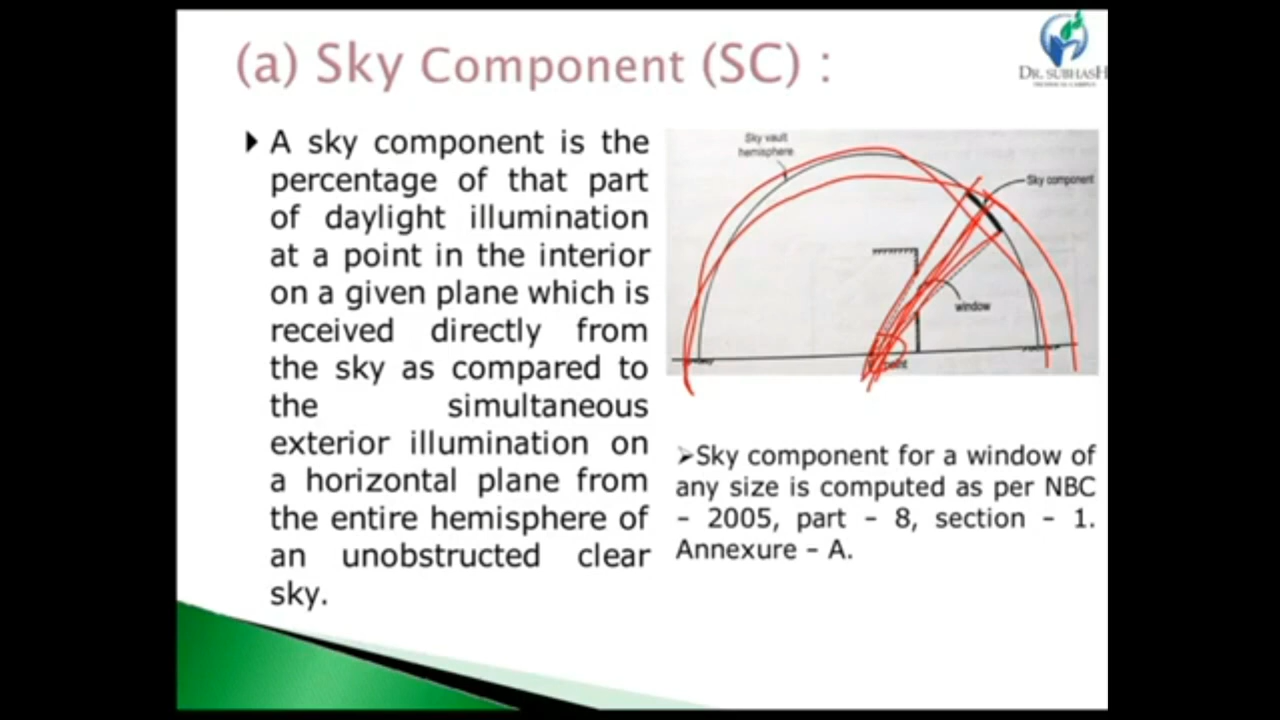 (a) Sky Component (SC) :
DR. SUBHASH
TECHNICAL CAMPUS
A sky component is the
percentage of that part
of daylight illumination
at a point in the interior
on a given plane which is
received directly from
the sky as compared to
the simultaneous
exterior illumination on
a horizontal plane from
the entire hemisphere of
an unobstructed clear
sky.
Sky vault
hemisphere
Sky component
window
➢Sky component for a window of
any size is computed as per NBC
– 2005, part – 8, section – 1.
Annexure – A.